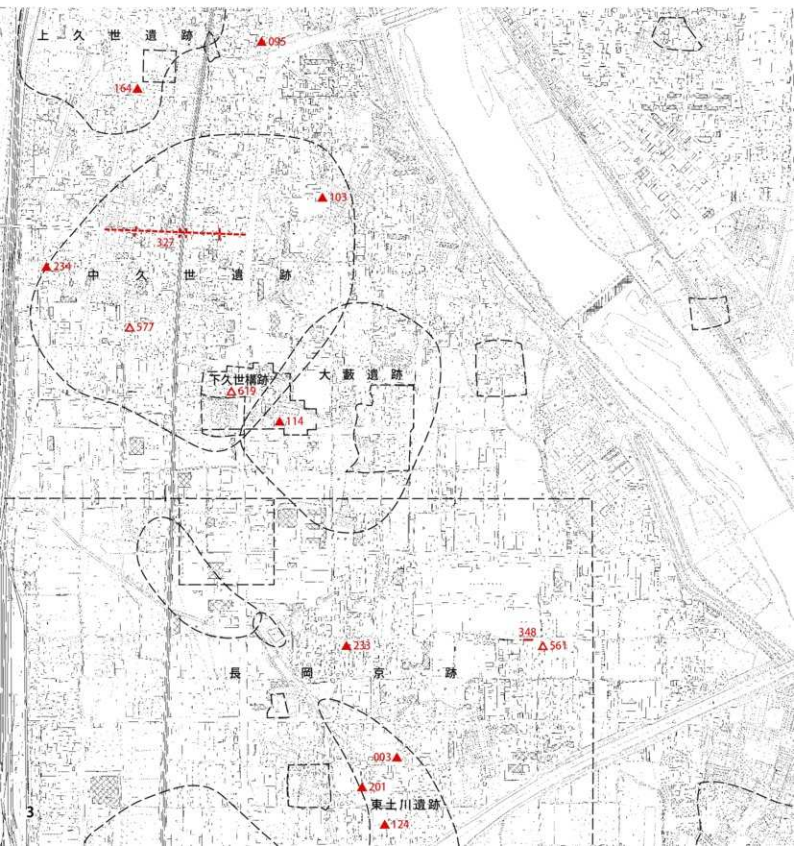 上久世遺跡
▲095
164▲
▲103
327
▲234
中久世遺跡
△577
下久世構跡
大藪遺跡
△619
▲114
348
▲233
△561
長岡京跡
003▲
▲201
東土川遺跡
▲124
3